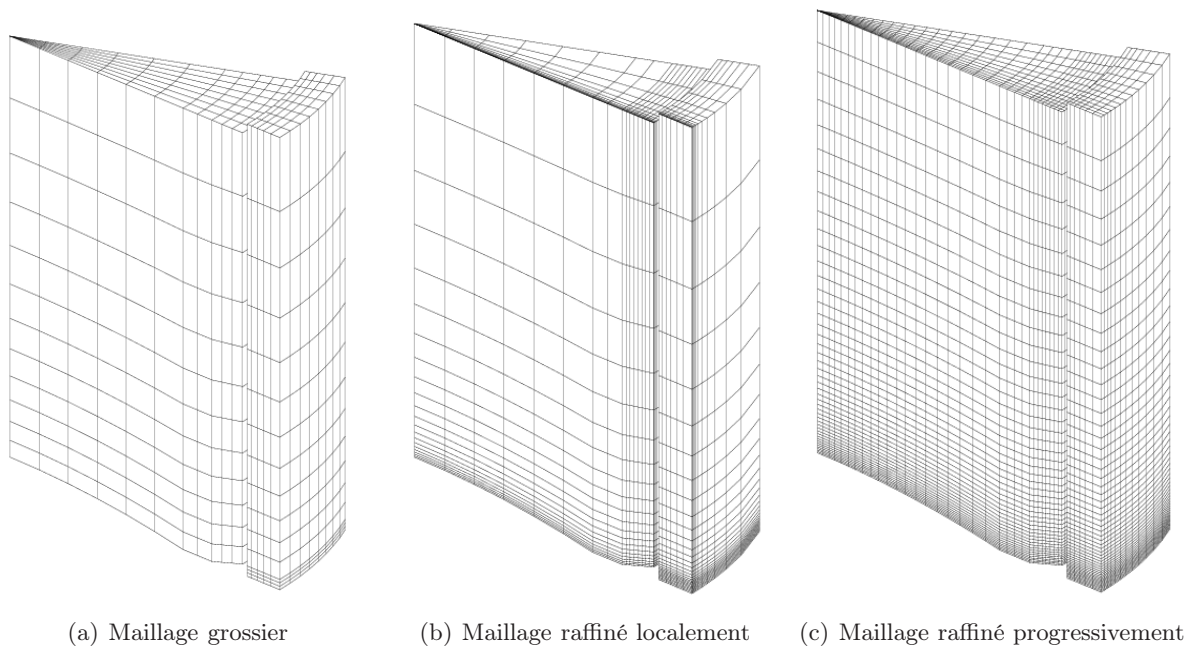 (a) Maillage grossier
(b) Maillage raffiné localement
(c) Maillage raffiné progressivement